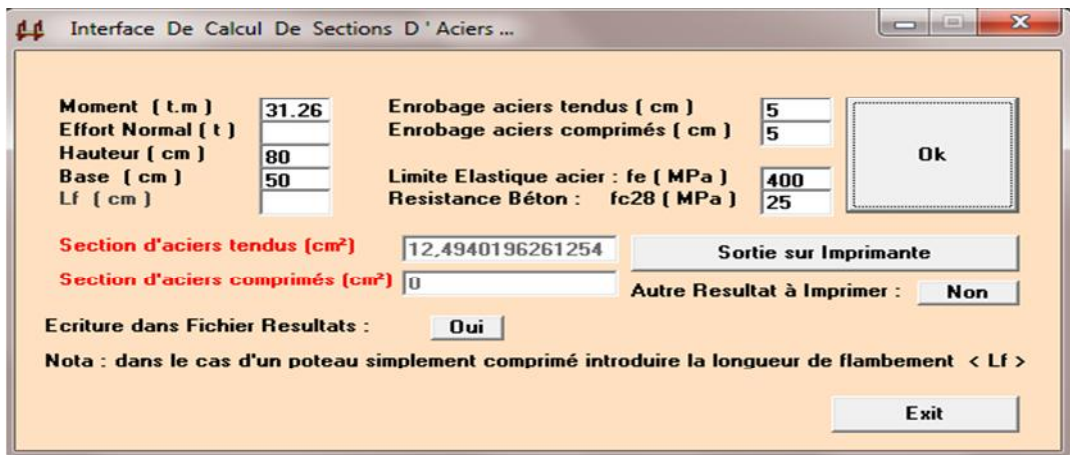 Interface De Calcul De Sections D ' Aciers ...
Moment ( t.m ) 31.26 Enrobage aciers tendus ( cm ) 5
Effort Normal ( t ) Enrobage aciers comprimés ( cm ) 5
Hauteur ( cm ) 80
Ok
Base ( cm ) 50 Limite Elastique acier : fe ( MPa ) 400
Lf ( cm ) Resistance Béton : fc28 ( MPa ) 25
Section d'aciers tendus (cm²) 12,4940196261254 Sortie sur Imprimante
Section d'aciers comprimés (cm²) 0 Autre Resultat à Imprimer : Non
Ecriture dans Fichier Resultats : Oui
Nota : dans le cas d'un poteau simplement comprimé introduire la longueur de flambement < Lf >
Exit